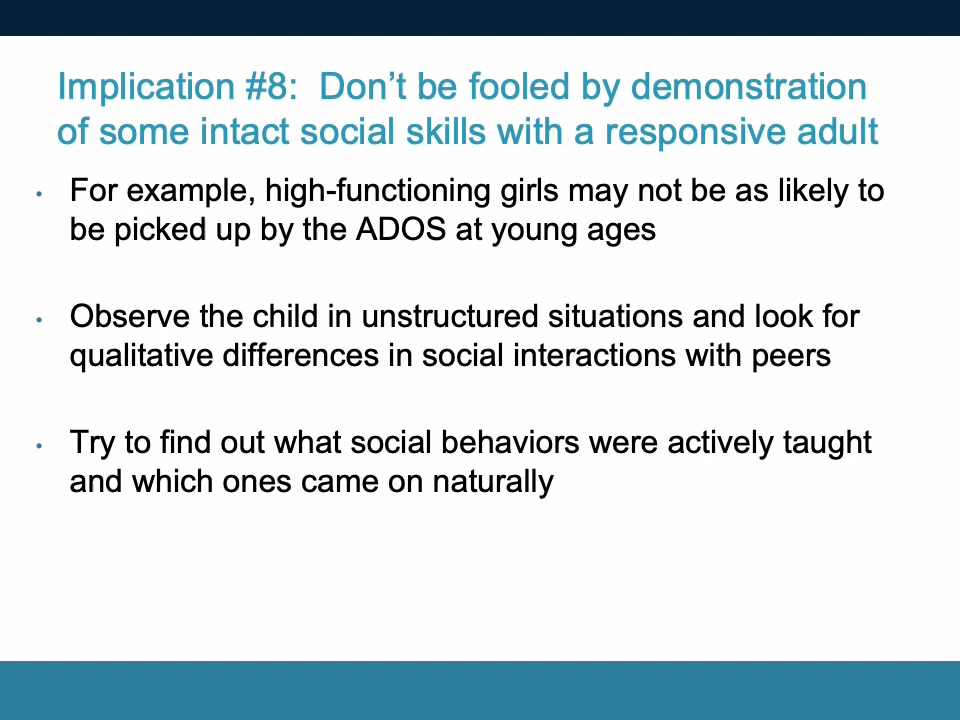 Implication #8:  Don’t be fooled by demonstration
of some intact social skills with a responsive adult
• For example, high-functioning girls may not be as likely to
be picked up by the ADOS at young ages
• Observe the child in unstructured situations and look for
qualitative differences in social interactions with peers
• Try to find out what social behaviors were actively taught
and which ones came on naturally